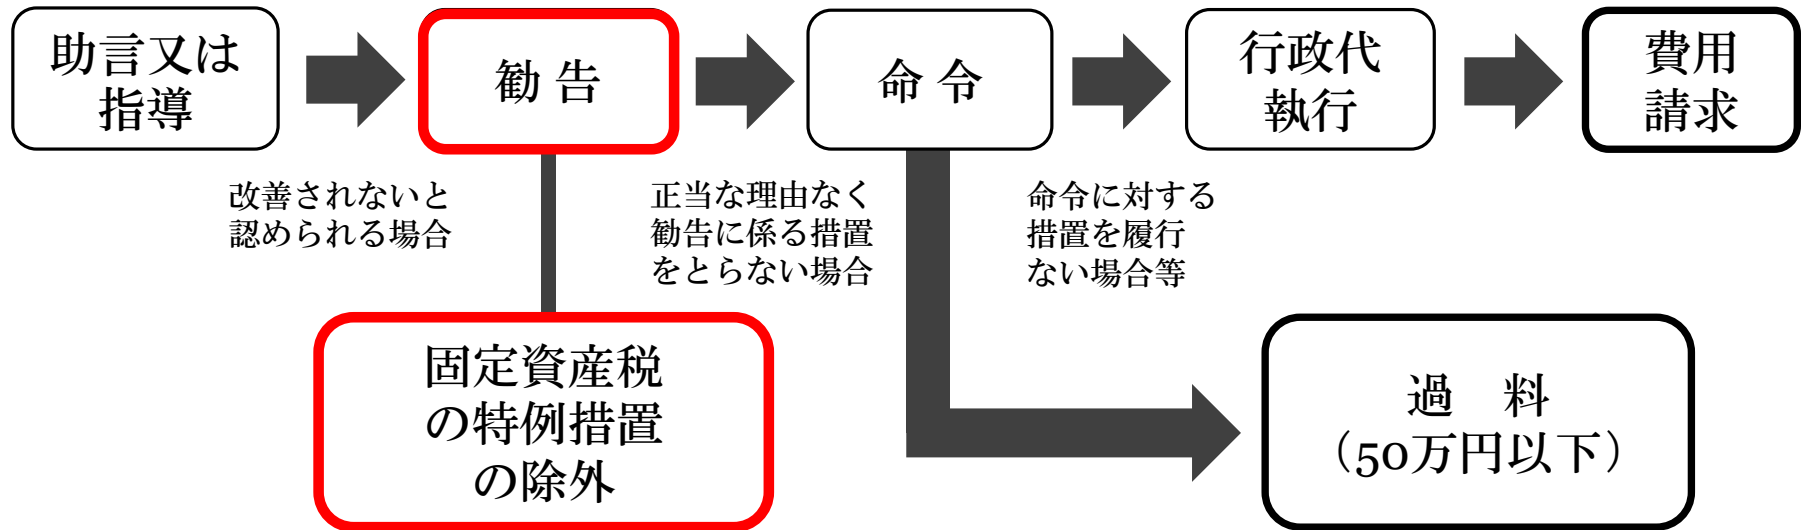 助言又は
指導
勧 告
命 令
行政代
執行
費用
請求
改善されないと
認められる場合
正当な理由なく
勧告に係る措置
をとらない場合
命令に対する
措置を履行
ない場合等
固定資産税
の特例措置
の除外
過　料
（50万円以下）